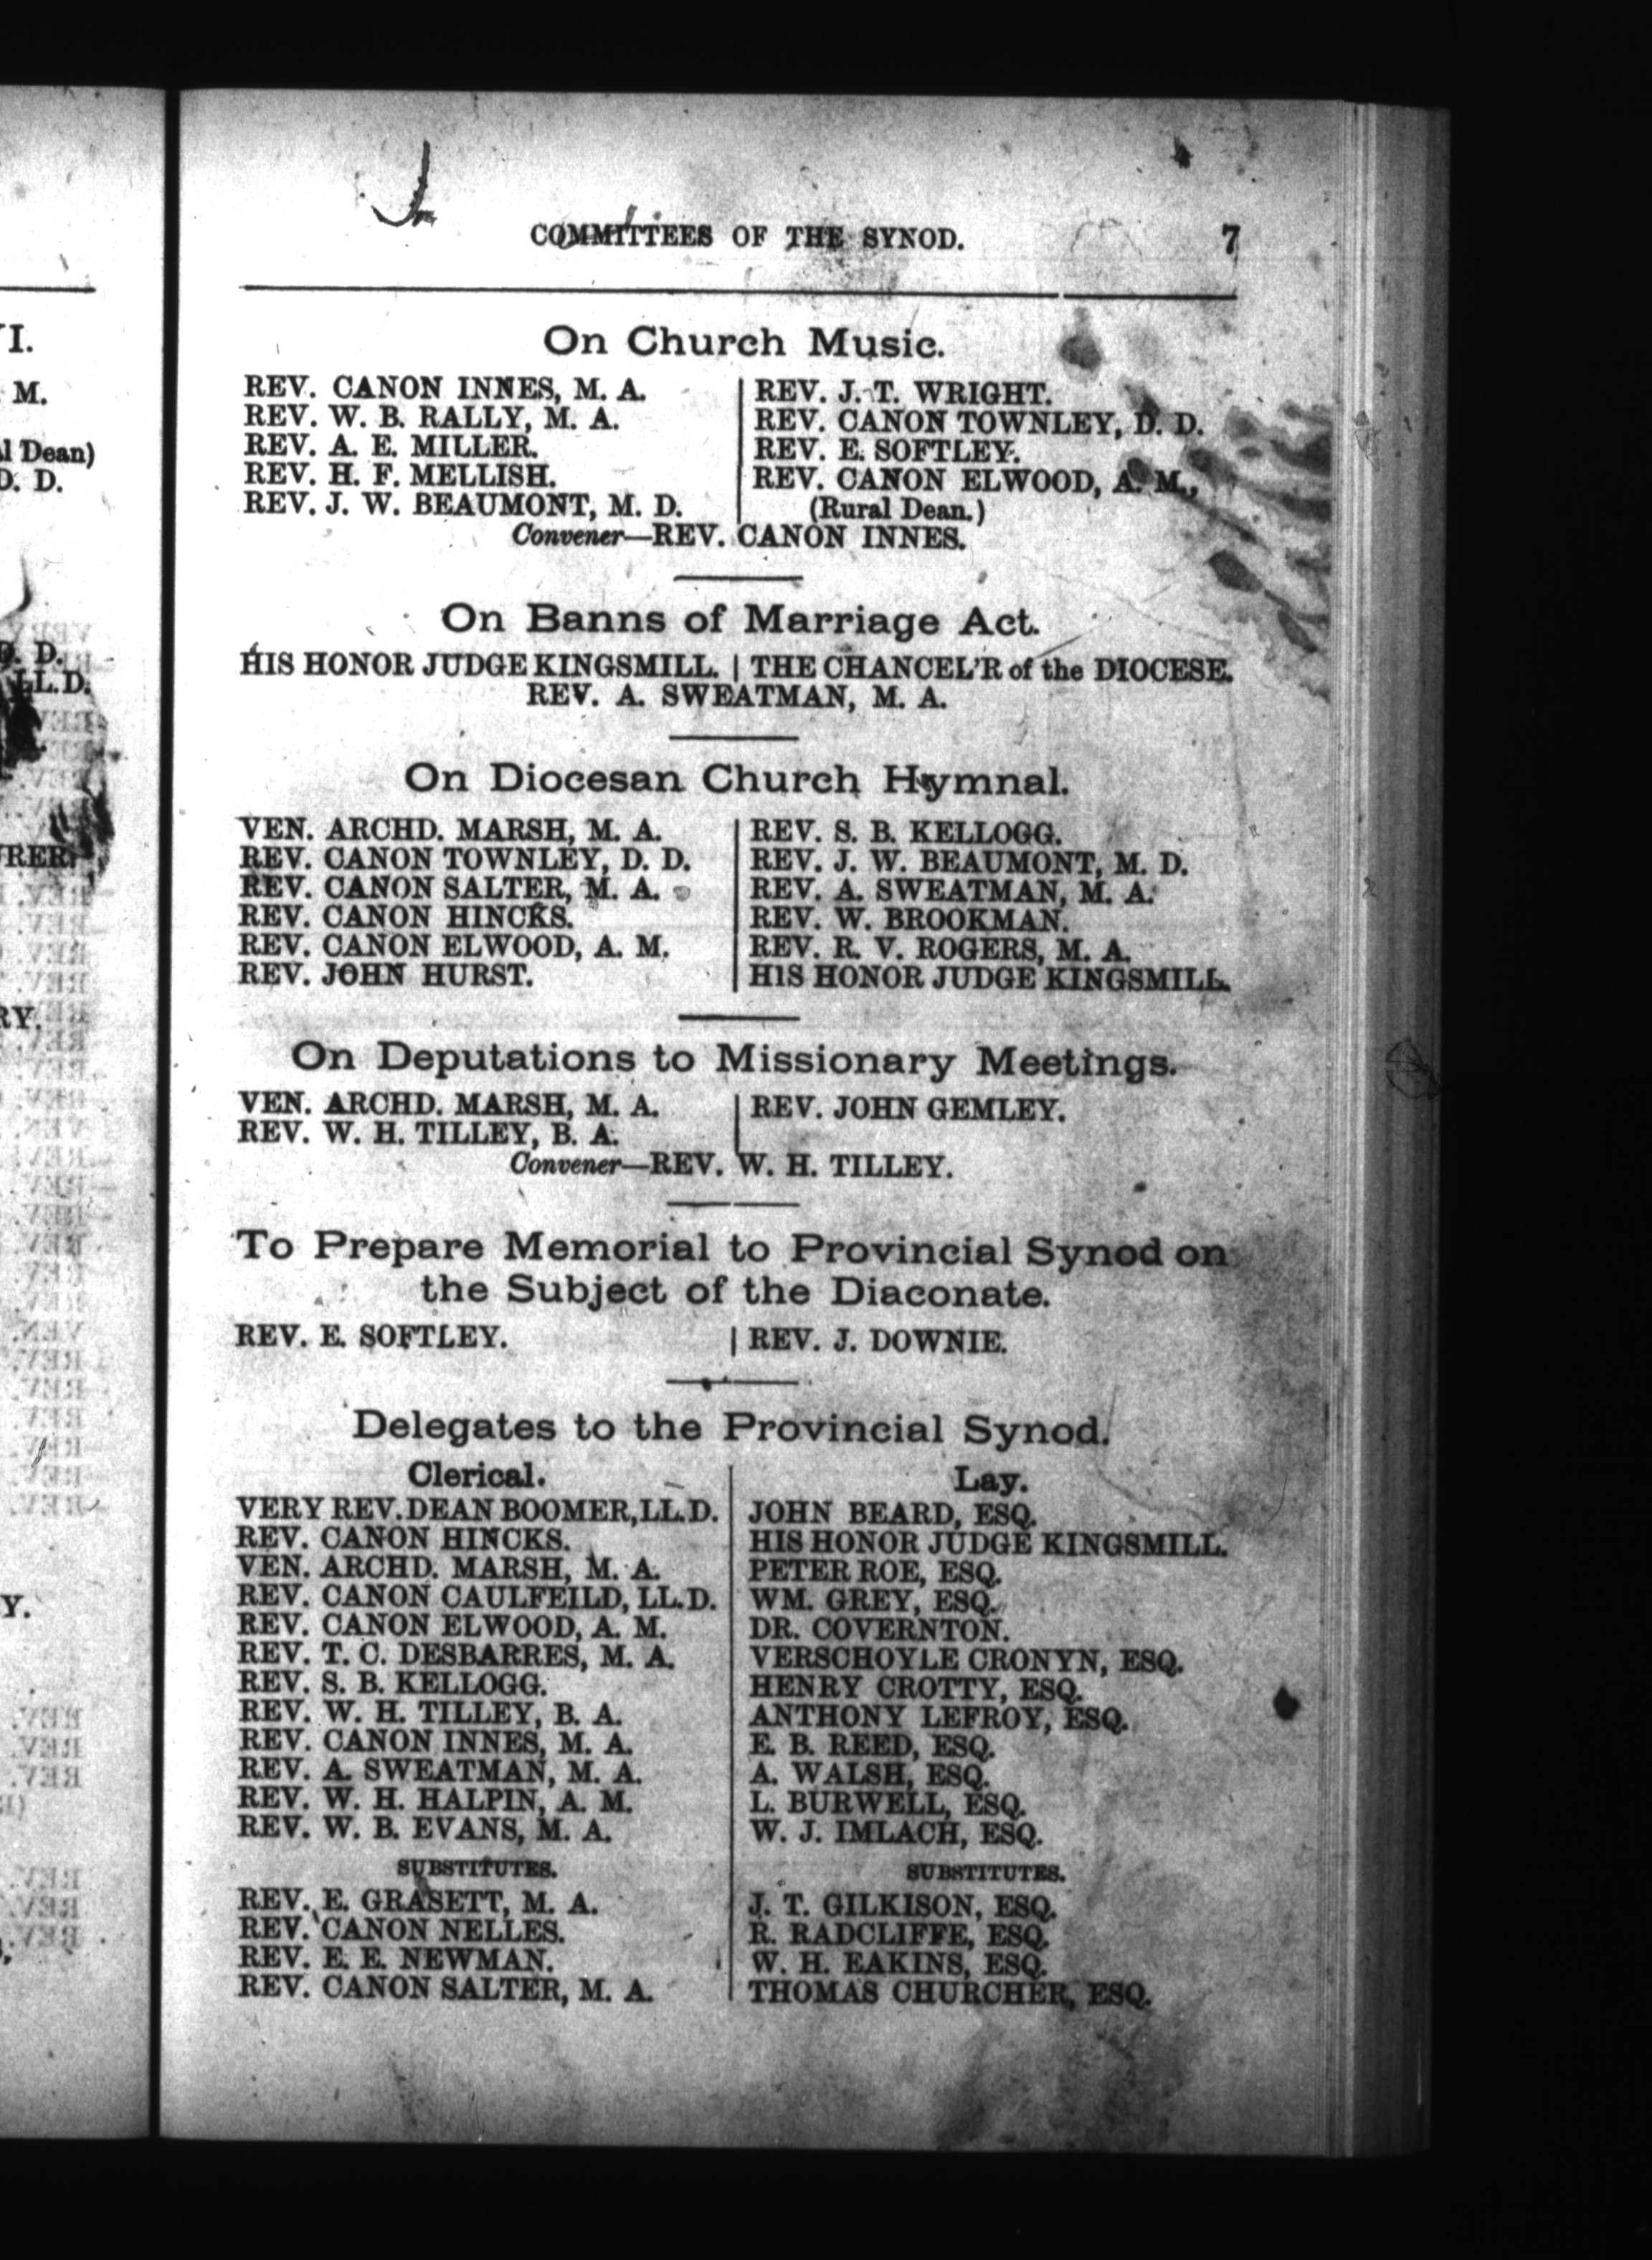 COMMITTEES OF THE SYNOD. 7
On Church Music.
REV. CANON INNES, M. A.
REV. W. B. RALLY, M. A.
REV. A. E. MILLER.
REV. H. F. MELLISH.
REV. J. W. BEAUMONT, M. D.
REV. J. T. WRIGHT.
REV. CANON TOWNLEY, D. D.
REV. E. SOFTLEY.
REV. CANON ELWOOD, A. M.,
(Rural Dean.)
Convener—REV. CANON INNES.
On Banns of Marriage Act.
HIS HONOR JUDGE KINGSMILL. | THE CHANCEL'R of the DIOCESE.
REV. A. SWEATMAN, M. A.
On Diocesan Church Hymnal.
VEN. ARCHD. MARSH, M. A.
REV. CANON TOWNLEY, D. D.
REV. CANON SALTER, M. A.
REV. CANON HINCKS.
REV. CANON ELWOOD, A. M.
REV. JOHN HURST.
REV. S. B. KELLOGG.
REV. J. W. BEAUMONT, M. D.
REV. A. SWEATMAN, M. A.
REV. W. BROOKMAN.
REV. R. V. ROGERS, M. A.
HIS HONOR JUDGE KINGSMILL.
On Deputations to Missionary Meetings.
VEN. ARCHD. MARSH, M. A.
REV. W. H. TILLEY, B. A.
REV. JOHN GEMLEY.
Convener—REV. W. H. TILLEY.
To Prepare Memorial to Provincial Synod on
the Subject of the Diaconate.
REV. E. SOFTLEY. | REV. J. DOWNIE.
Delegates to the Provincial Synod.
Clerical.
VERY REV. DEAN BOOMER, LL.D.
REV. CANON HINCKS.
VEN. ARCHD. MARSH, M. A.
REV. CANON CAULFEILD, LL.D.
REV. CANON ELWOOD, A. M.
REV. T. C. DESBARRES, M. A.
REV. S. B. KELLOGG.
REV. W. H. TILLEY, B. A.
REV. CANON INNES, M. A.
REV. A. SWEATMAN, M. A.
REV. W. H. HALPIN, A. M.
REV. W. B. EVANS, M. A.
SUBSTITUTES.
REV. E. GRASETT, M. A.
REV. CANON NELLES.
REV. E. E. NEWMAN.
REV. CANON SALTER, M. A.
Lay.
JOHN BEARD, ESQ.
HIS HONOR JUDGE KINGSMILL.
PETER ROE, ESQ.
WM. GREY, ESQ.
DR. COVERNTON.
VERSCHOYLE CRONYN, ESQ.
HENRY CROTTY, ESQ.
ANTHONY LEFROY, ESQ.
E. B. REED, ESQ.
A. WALSH, ESQ.
L. BURWELL, ESQ.
W. J. IMLACH, ESQ.
SUBSTITUTES.
J. T. GILKISON, ESQ.
R. RADCLIFFE, ESQ.
W. H. EAKINS, ESQ.
THOMAS CHURCHER, ESQ.